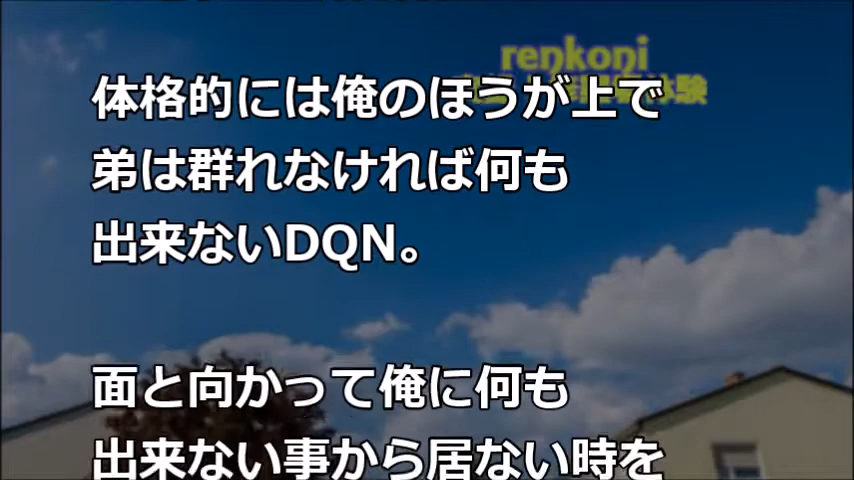 renkoni
体格的には俺のほうが上で
弟は群れなければ何も
出来ないDQN。
面と向かって俺に何も
出来ない事から居ない時を